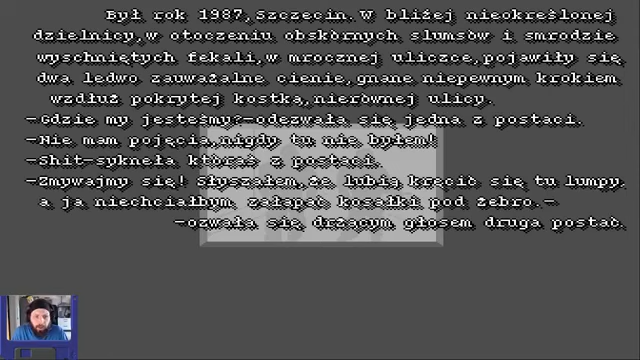 Był rok 1987,Szczecin.W bliżej nieokreślonej
dzielnicy,w otoczeniu obskórnych slumsów i smrodzie
wyschniętych fekali,w mrocznej uliczce,pojawiły się
dwa ledwo zauważalne cienie,gnane niepewnym krokiem
wzdłuż pokrytej kostką,nierównej ulicy.
-Gdzie my jesteśmy?-odezwała się jedna z postaci.
-Nie mam pojęcia,nigdy tu nie byłem!
-Shit-sykneła któraś z postaci.
-Zmywajmy się! Słyszałem,że lubią kręcić się tu lumpy,
a ja niechciałbym załapać kosałki pod żebro.-
-ozwała się drżącym głosem druga postać.